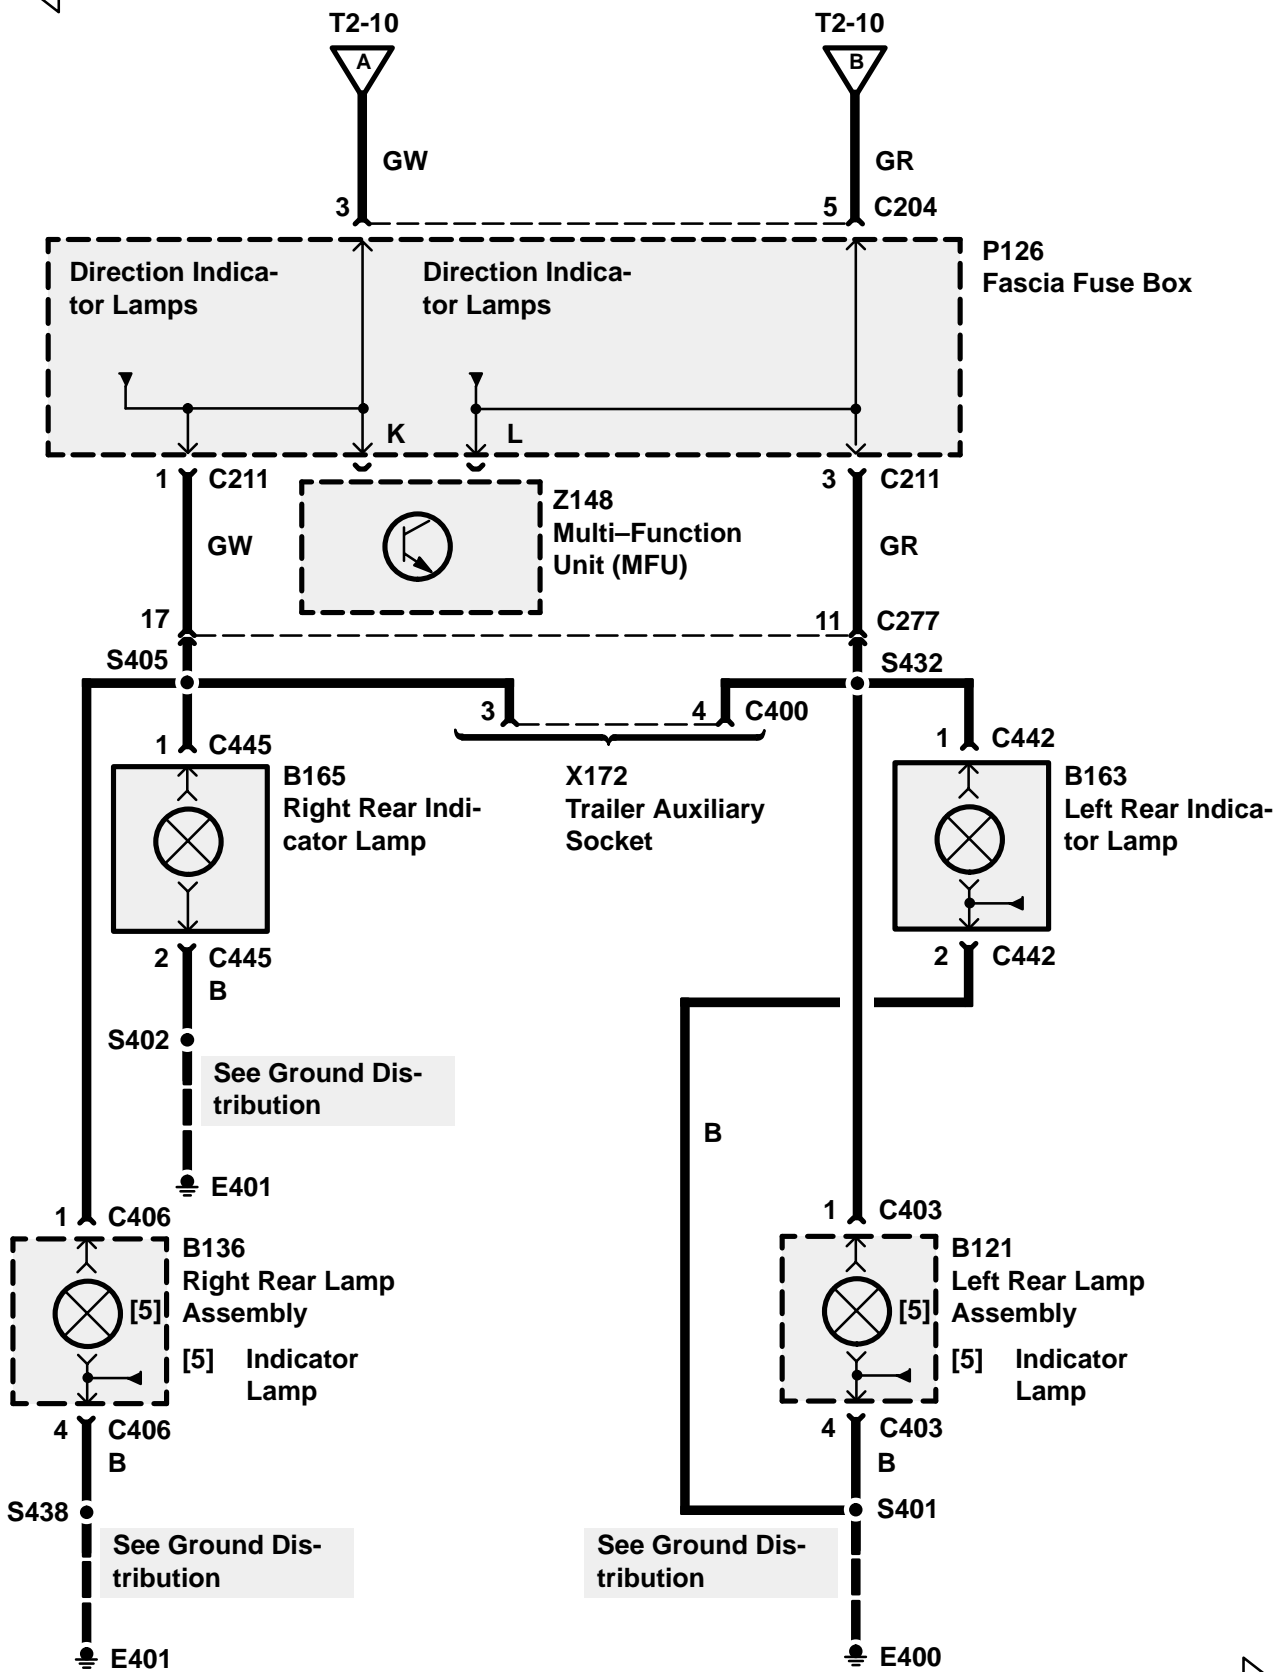 T2-10
T2-10
A
B
GW
GR
3
5
C204
P126
Fascia Fuse Box
Direction Indica-
tor Lamps
Direction Indica-
tor Lamps
K
L
1
C211
3
C211
Z148
Multi–Function
Unit (MFU)
GW
GR
17
11
C277
S405
S432
3
4
C400
1
C445
1
C442
B165
Right Rear Indi-
cator Lamp
X172
Trailer Auxiliary
Socket
B163
Left Rear Indica-
tor Lamp
2
C445
B
2
C442
S402
See Ground Dis-
tribution
B
E401
1
C406
1
C403
B136
Right Rear Lamp
Assembly
[5]
[5] Indicator
Lamp
B121
Left Rear Lamp
Assembly
[5]
[5] Indicator
Lamp
4
C406
B
4
C403
B
S438
S401
See Ground Dis-
tribution
See Ground Dis-
tribution
E401
E400